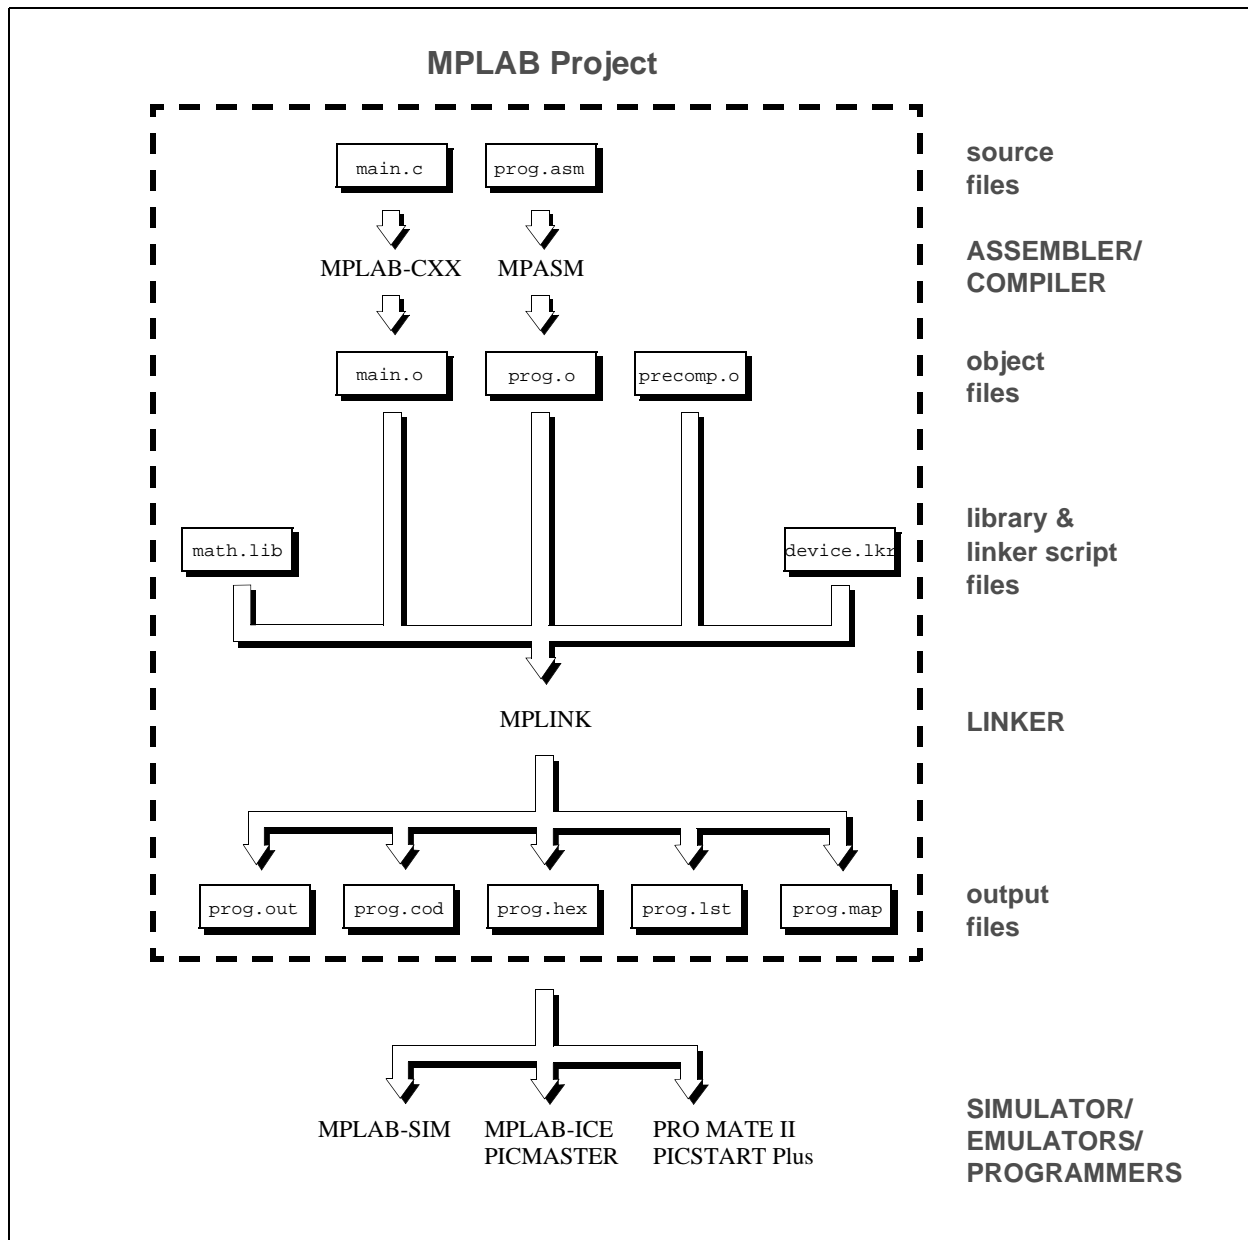 MPLAB Project
main.c
prog.asm
source
files
MPLAB-CXX
MPASM
ASSEMBLER/
COMPILER
main.o
prog.o
precomp.o
object
files
math.lib
device.lkr
library &
linker script
files
MPLINK
LINKER
prog.out
prog.cod
prog.hex
prog.lst
prog.map
output
files
MPLAB-SIM
MPLAB-ICE
PICMASTER
PRO MATE II
PICSTART Plus
SIMULATOR/
EMULATORS/
PROGRAMMERS